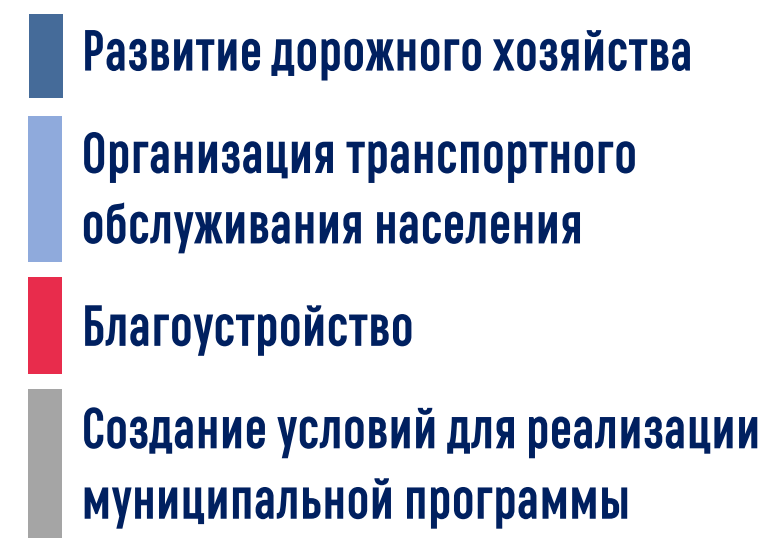 Развитие дорожного хозяйства
Организация транспортного
обслуживания населения
Благоустройство
Создание условий для реализации
муниципальной программы